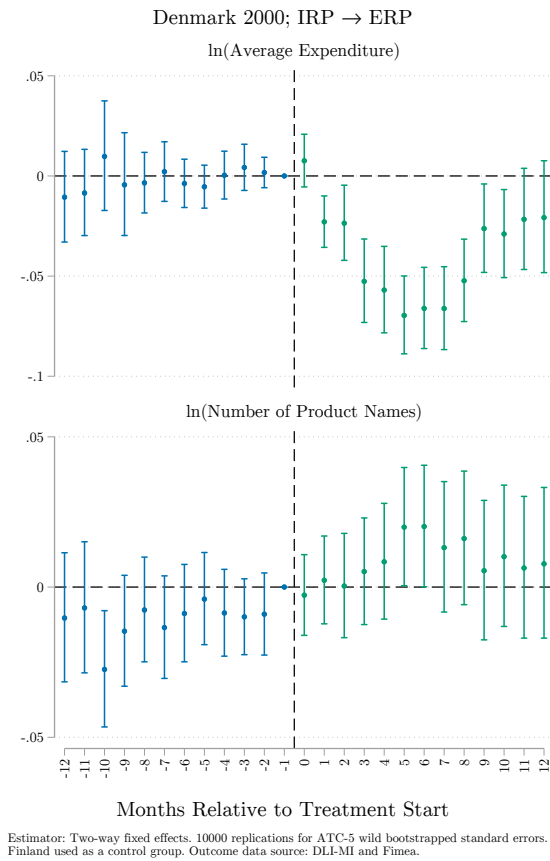 Denmark 2000; IRP → ERP
ln(Average Expenditure)
.05
0
-.05
-.1
ln(Number of Product Names)
.05
0
-.05
-12 -11 -10 -9 -8 -7 -6 -5 -4 -3 -2 -1 0 1 2 3 4 5 6 7 8 9 10 11 12
Months Relative to Treatment Start
Estimator: Two-way fixed effects. 10000 replications for ATC-5 wild bootstrapped standard errors.
Finland used as a control group. Outcome data source: DLI-MI and Fimea.